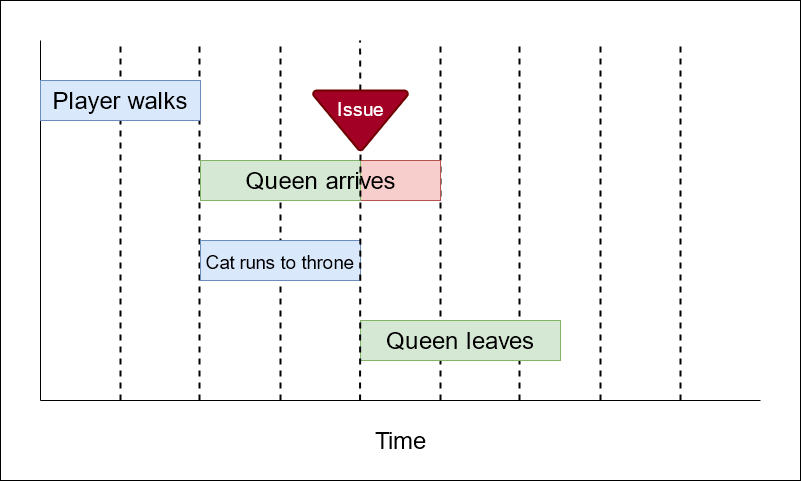 Player walks
Issue
Queen arrives
Cat runs to throne
Queen leaves
Time